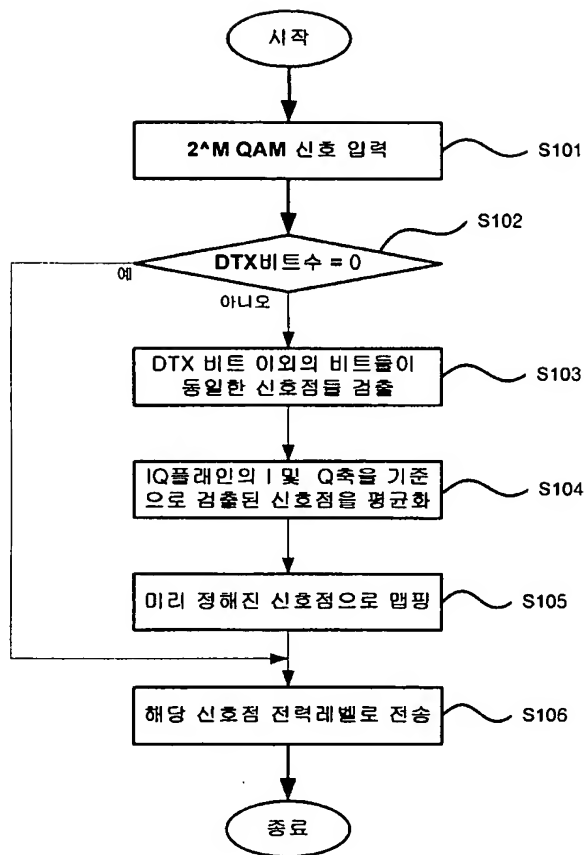 시작
2^M QAM 신호 입력
S101
S102
DTX비트수 = 0
예
아니오
DTX 비트 이외의 비트들이
동일한 신호점들 검출
S103
IQ플래인의 I 및 Q축을 기준
으로 검출된 신호점을 평균화
S104
미리 정해진 신호점으로 맵핑
S105
해당 신호점 전력레벨로 전송
S106
종료